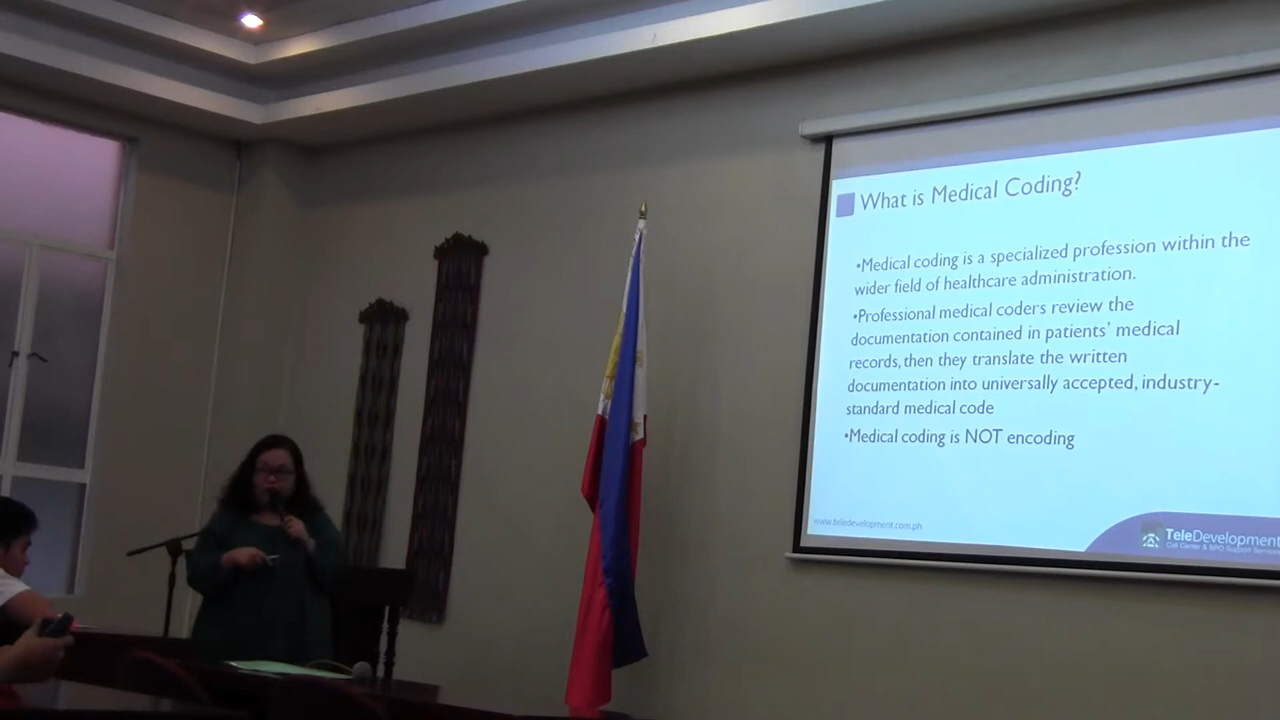 What is Medical Coding?
•Medical coding is a specialized profession within the
wider field of healthcare administration.
•Professional medical coders review the
documentation contained in patients' medical
records, then they translate the written
documentation into universally accepted, industry-
standard medical code
•Medical coding is NOT encoding
www.teledevelopment.com.ph
TeleDevelopment
Call Center & BPO Support Services